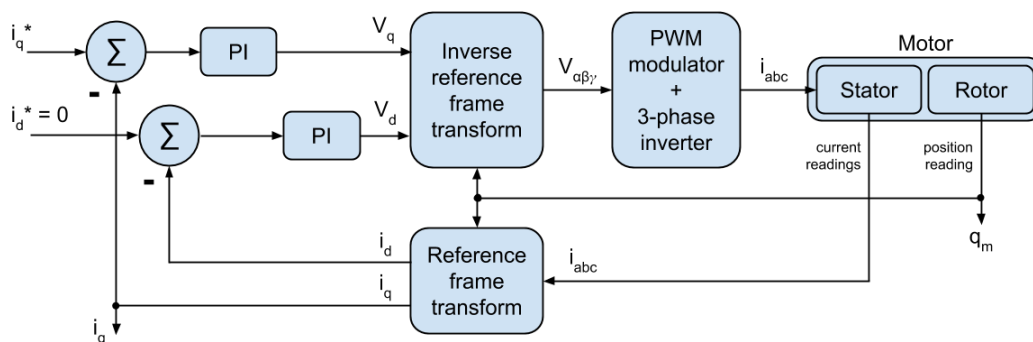 i_q*
Σ
-
PI
V_q
i_d* = 0
Σ
-
PI
V_d
Inverse
reference
frame
transform
V_αβγ
PWM
modulator
+
3-phase
inverter
i_abc
Motor
Stator
Rotor
current
readings
position
reading
q_m
i_d
i_q
Reference
frame
transform
i_abc
i_q